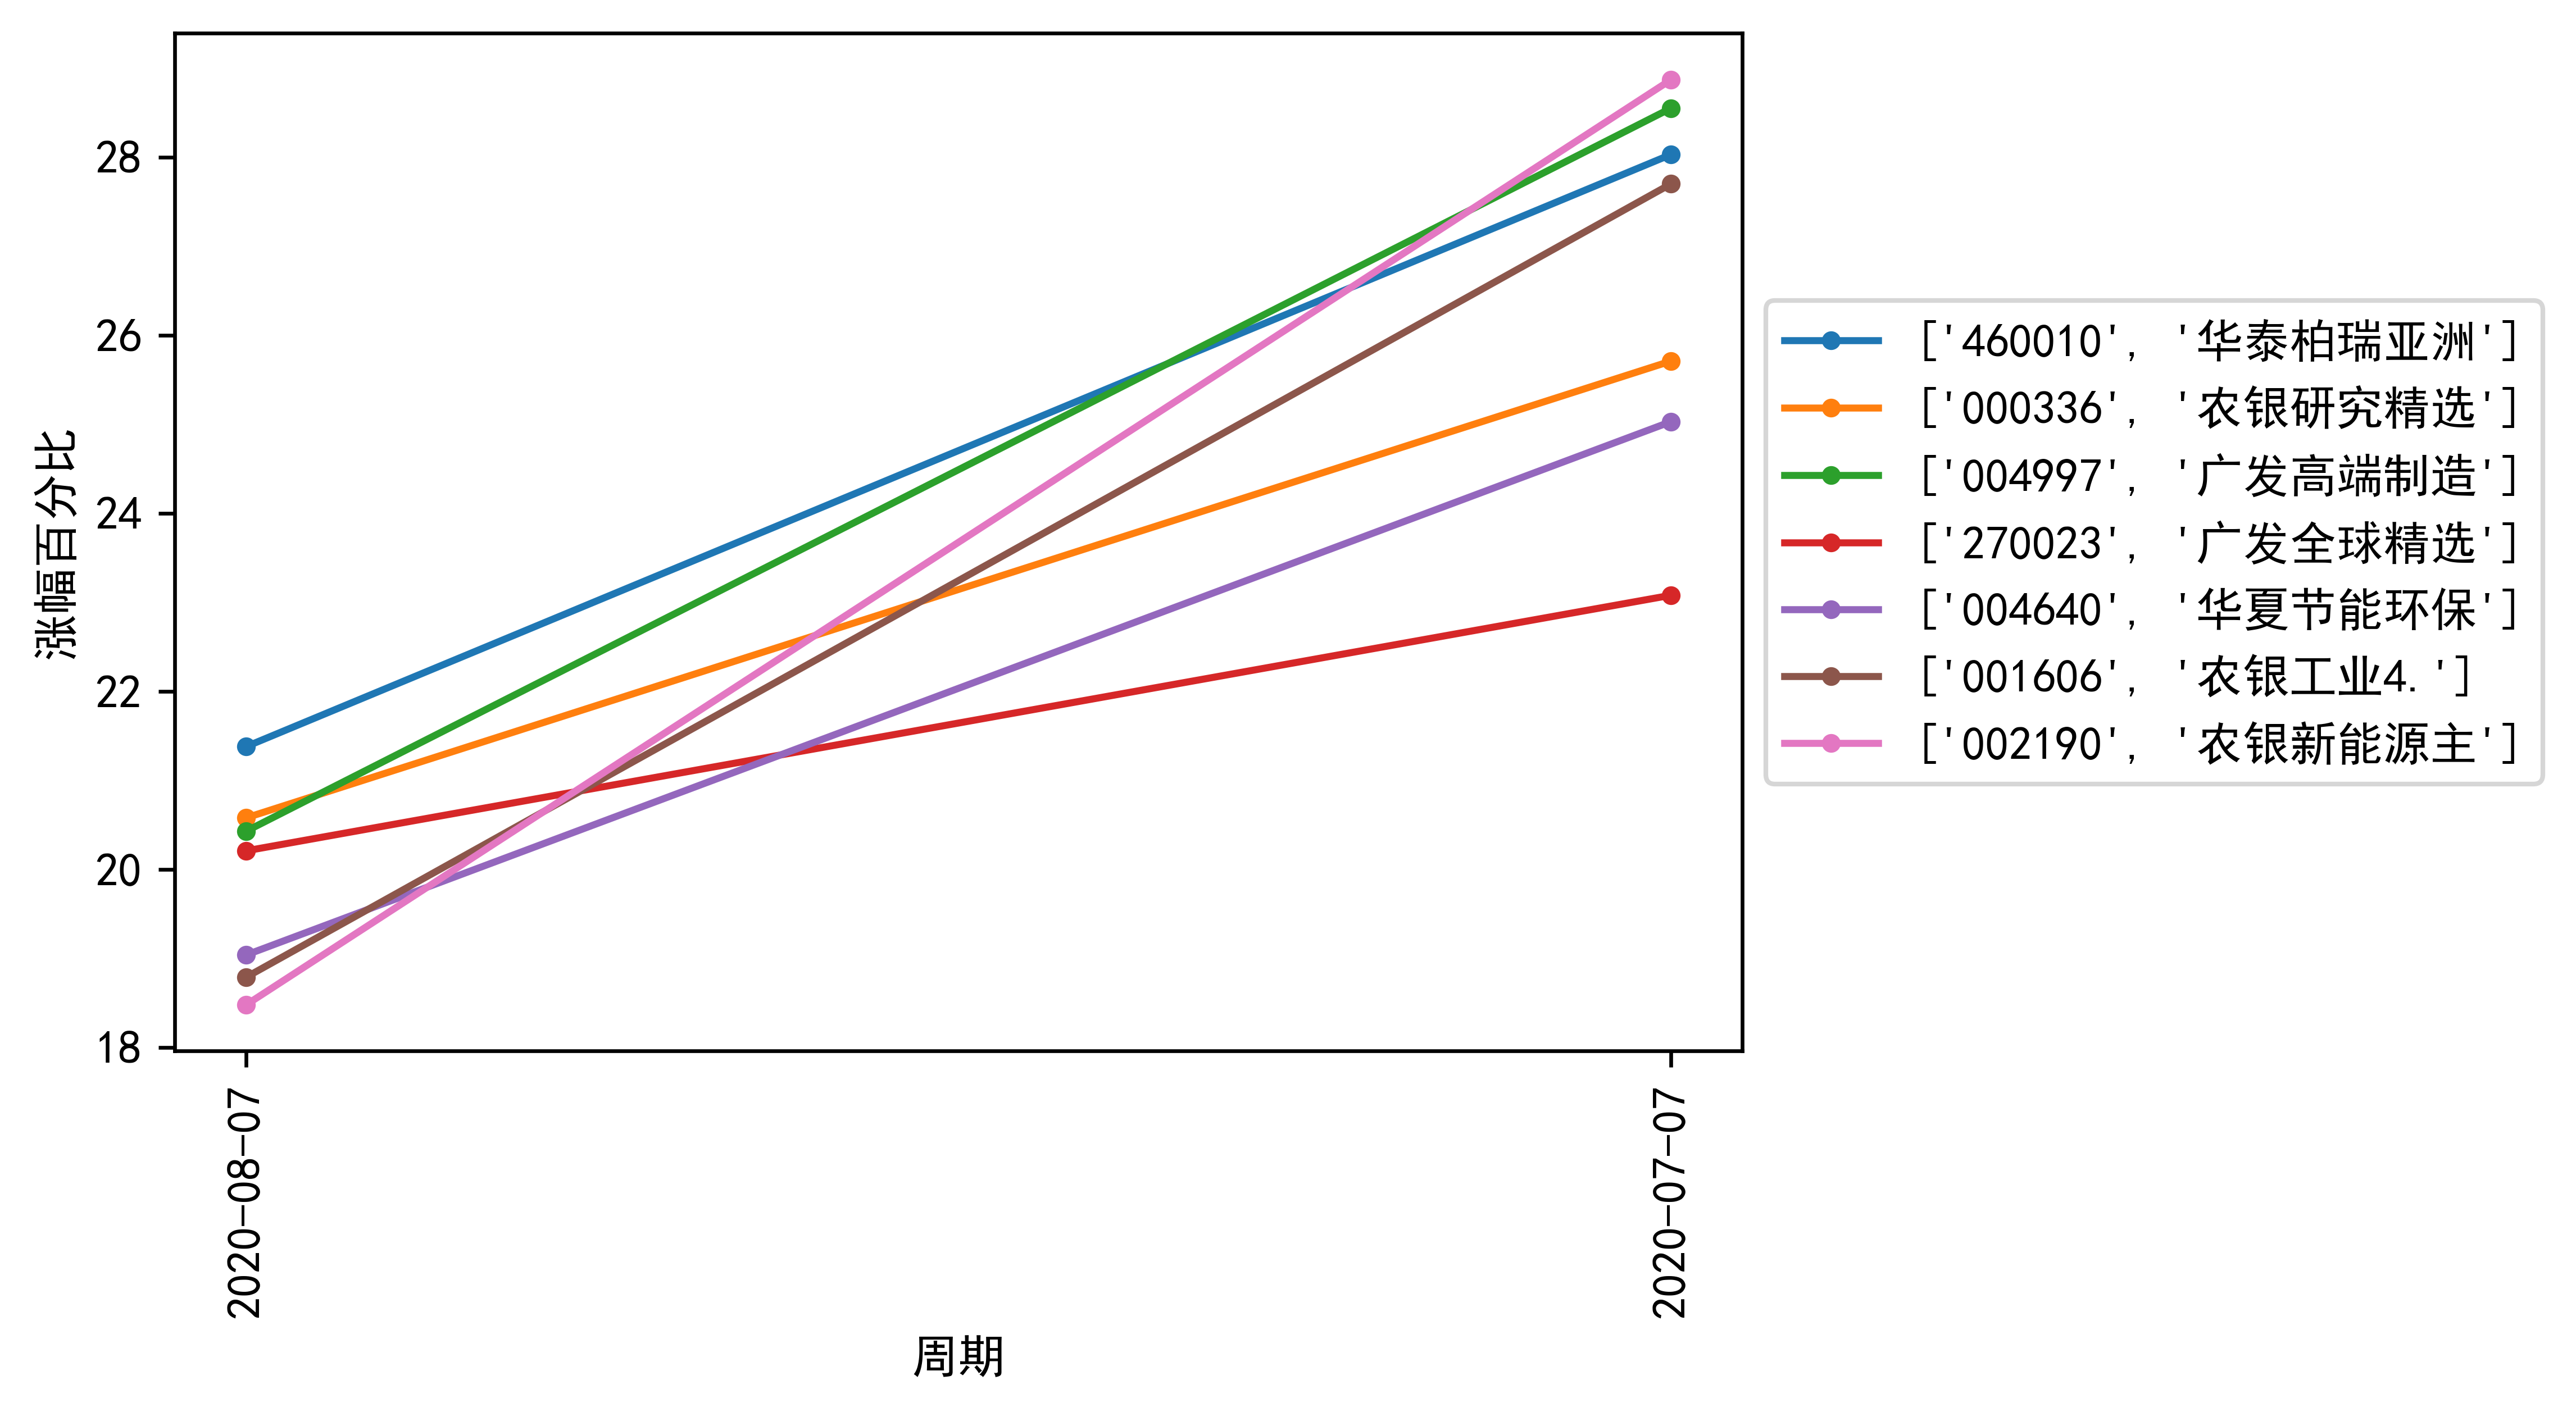 涨幅百分比
28
26
24
22
20
18
2020-08-07
2020-07-07
周期
['460010', '华泰柏瑞亚洲']
['000336', '农银研究精选']
['004997', '广发高端制造']
['270023', '广发全球精选']
['004640', '华夏节能环保']
['001606', '农银工业4.']
['002190', '农银新能源主']